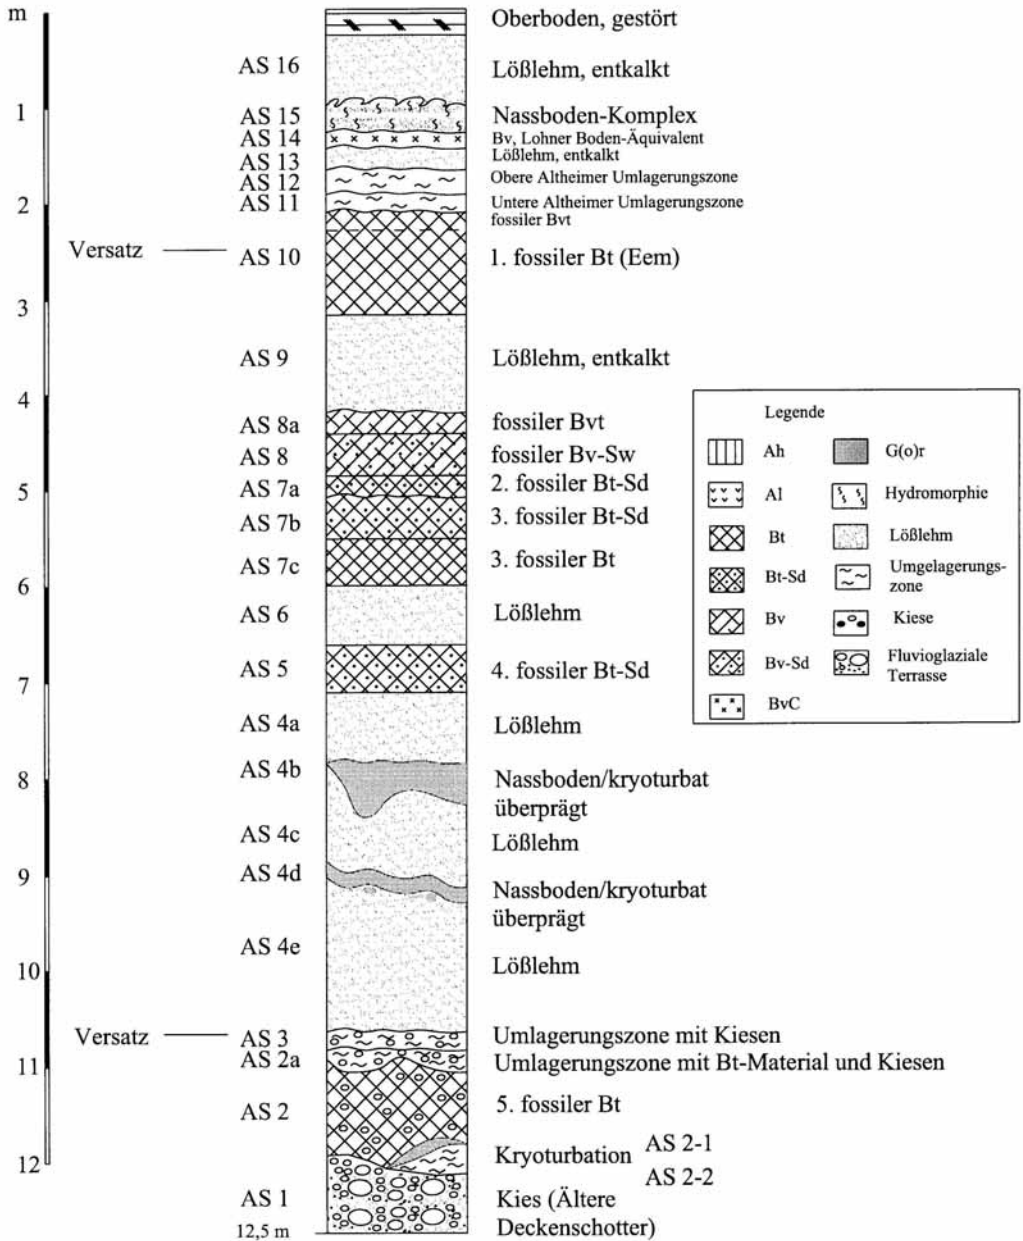 m
Oberboden, gestört
AS 16
Lößlehm, entkalkt
1
AS 15
Nassboden-Komplex
AS 14
Bv, Lohner Boden-Äquivalent
AS 13
Lößlehm, entkalkt
AS 12
Obere Altheimer Umlagerungszone
2
AS 11
Untere Altheimer Umlagerungszone
fossiler Bvt
Versatz
AS 10
1. fossiler Bt (Eem)
3
AS 9
Lößlehm, entkalkt
4
AS 8a
fossiler Bvt
AS 8
fossiler Bv-Sw
5
AS 7a
2. fossiler Bt-Sd
AS 7b
3. fossiler Bt-Sd
AS 7c
3. fossiler Bt
6
AS 6
Lößlehm
AS 5
4. fossiler Bt-Sd
7
AS 4a
Lößlehm
8
AS 4b
Nassboden/kryoturbat
überprägt
AS 4c
Lößlehm
9
AS 4d
Nassboden/kryoturbat
überprägt
AS 4e
10
Lößlehm
Versatz
AS 3
Umlagerungszone mit Kiesen
11
AS 2a
Umlagerungszone mit Bt-Material und Kiesen
AS 2
5. fossiler Bt
12
Kryoturbation
AS 2-1
AS 2-2
AS 1
Kies (Ältere
Deckenschotter)
12,5 m
Legende
Ah
G(o)r
Al
Hydromorphie
Bt
Lößlehm
Bt-Sd
Umgelagerungs-
zone
Bv
Kiese
Bv-Sd
Fluvioglaziale
Terrasse
BvC